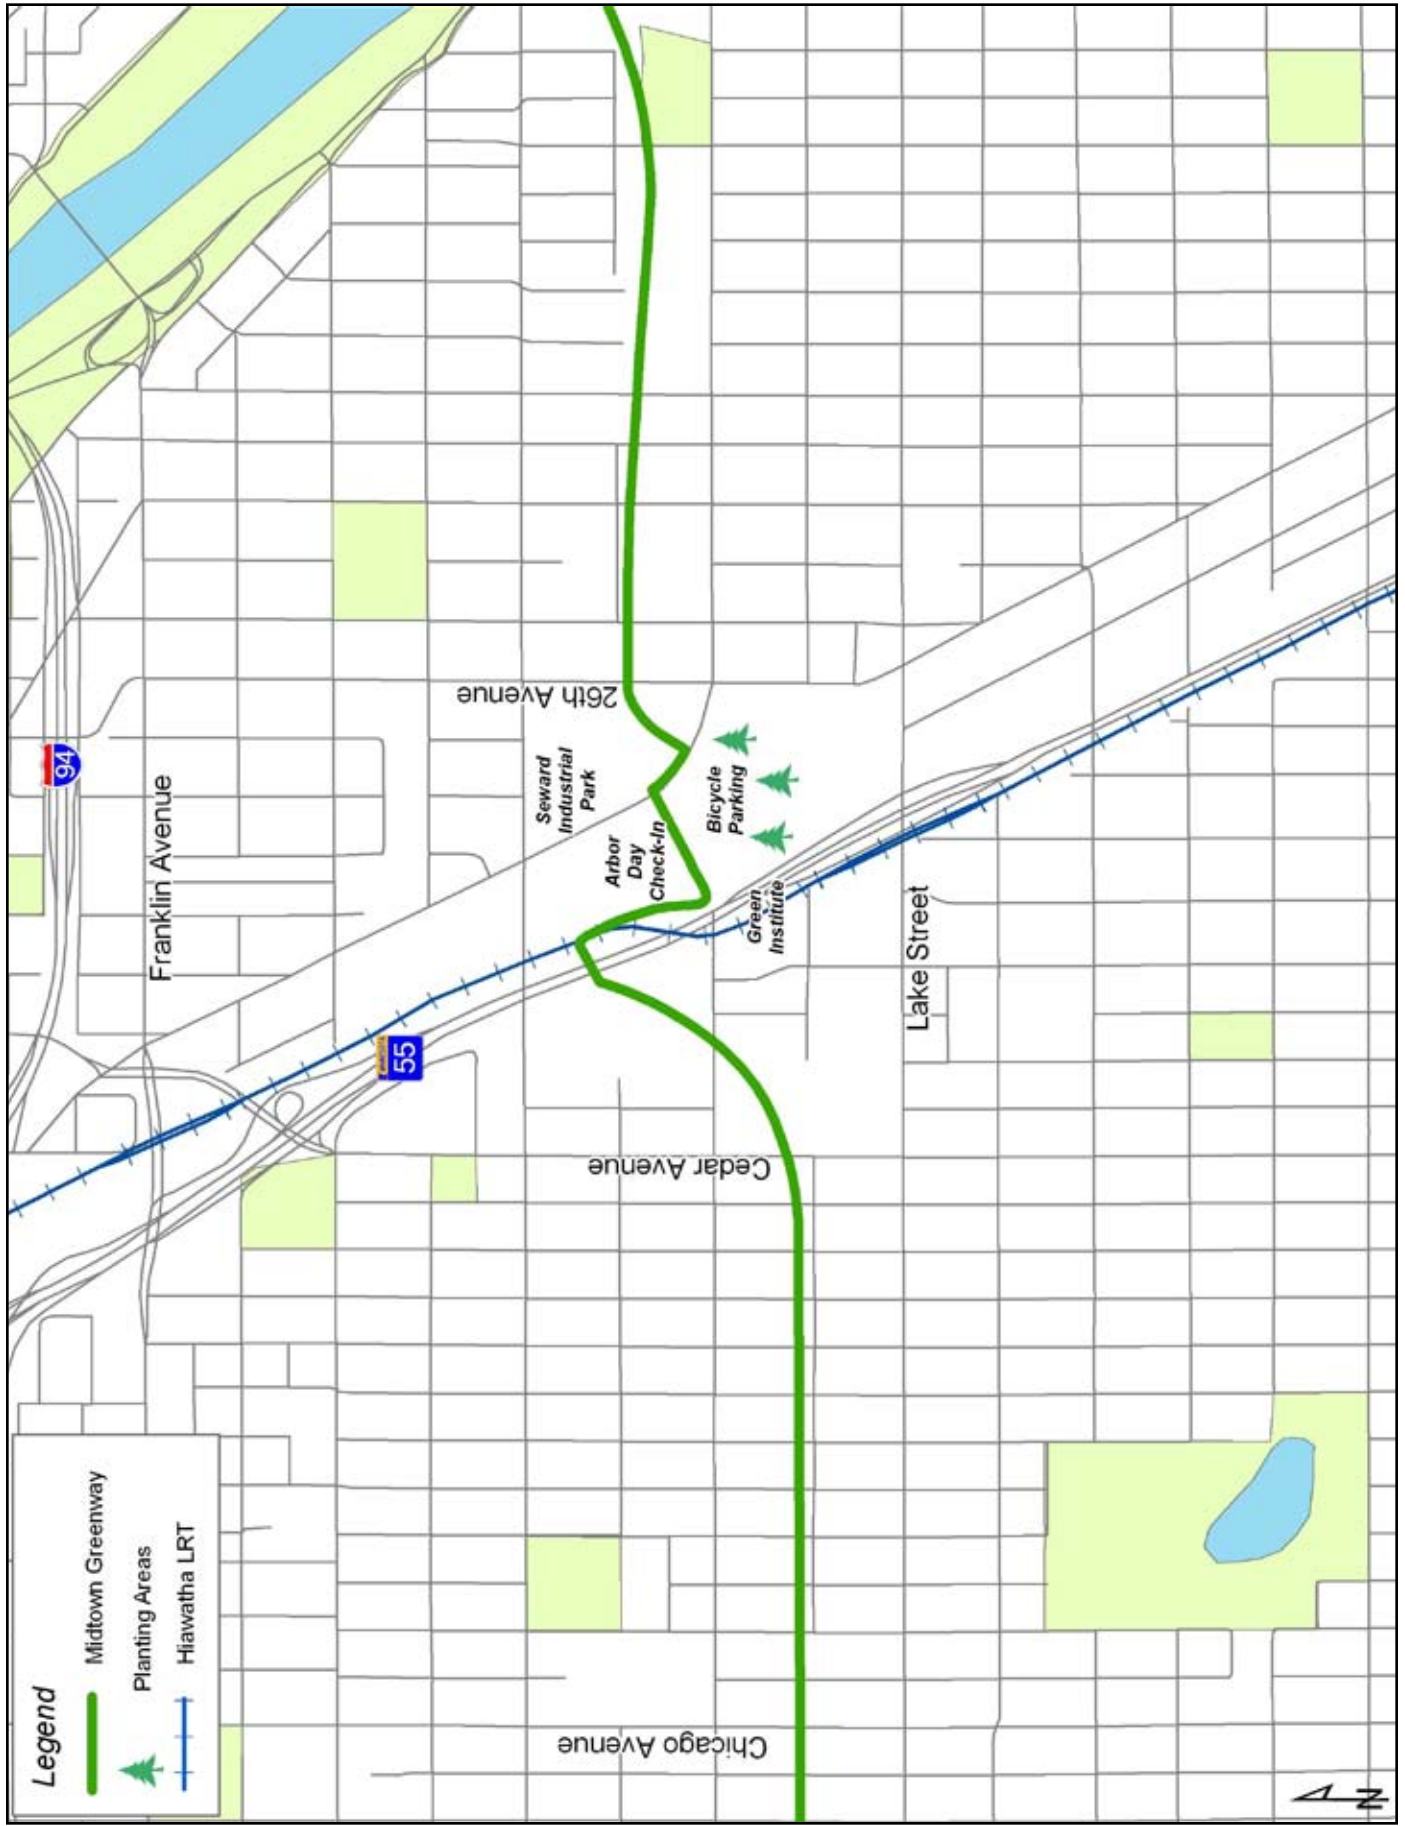 Legend
Midtown Greenway
Planting Areas
Hiawatha LRT
94
Franklin Avenue
55
26th Avenue
Seward
Industrial
Park
Arbor
Day
Check-In
Bicycle
Parking
Green
Institute
Lake Street
Cedar Avenue
Chicago Avenue
N